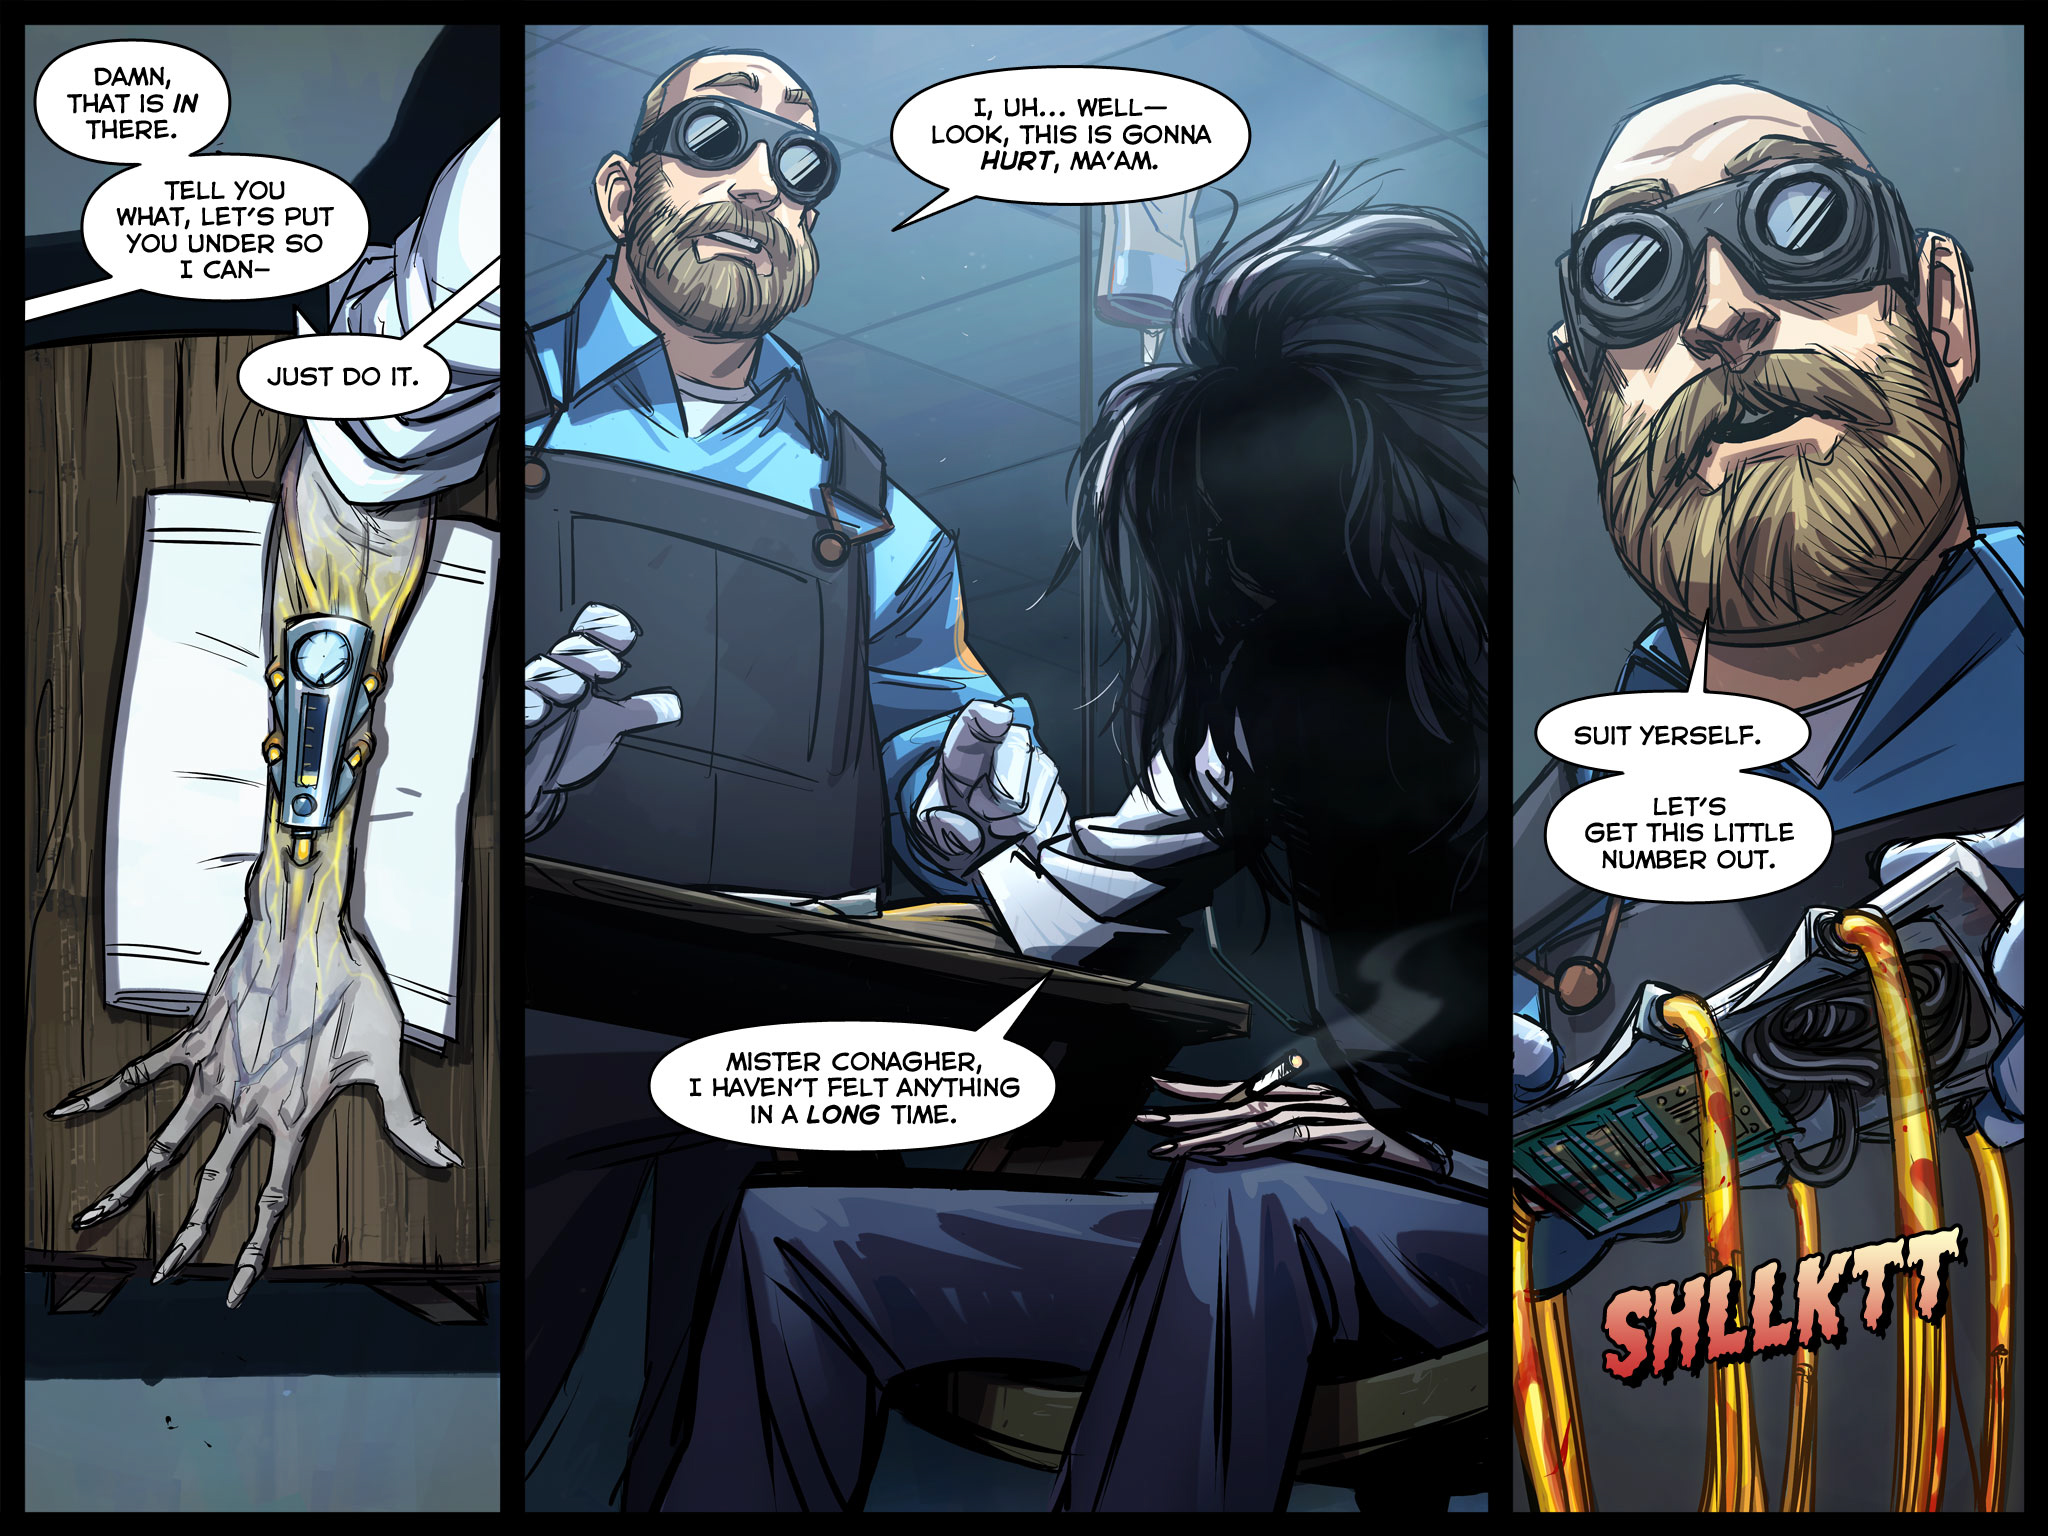 DAMN,
THAT IS IN
THERE.
TELL YOU
WHAT, LET'S PUT
YOU UNDER SO
I CAN–
JUST DO IT.
I, UH... WELL—
LOOK, THIS IS GONNA
HURT, MA'AM.
MISTER CONAGHER,
I HAVEN'T FELT ANYTHING
IN A LONG TIME.
SUIT YERSELF.
LET'S
GET THIS LITTLE
NUMBER OUT.
SHLLKTT